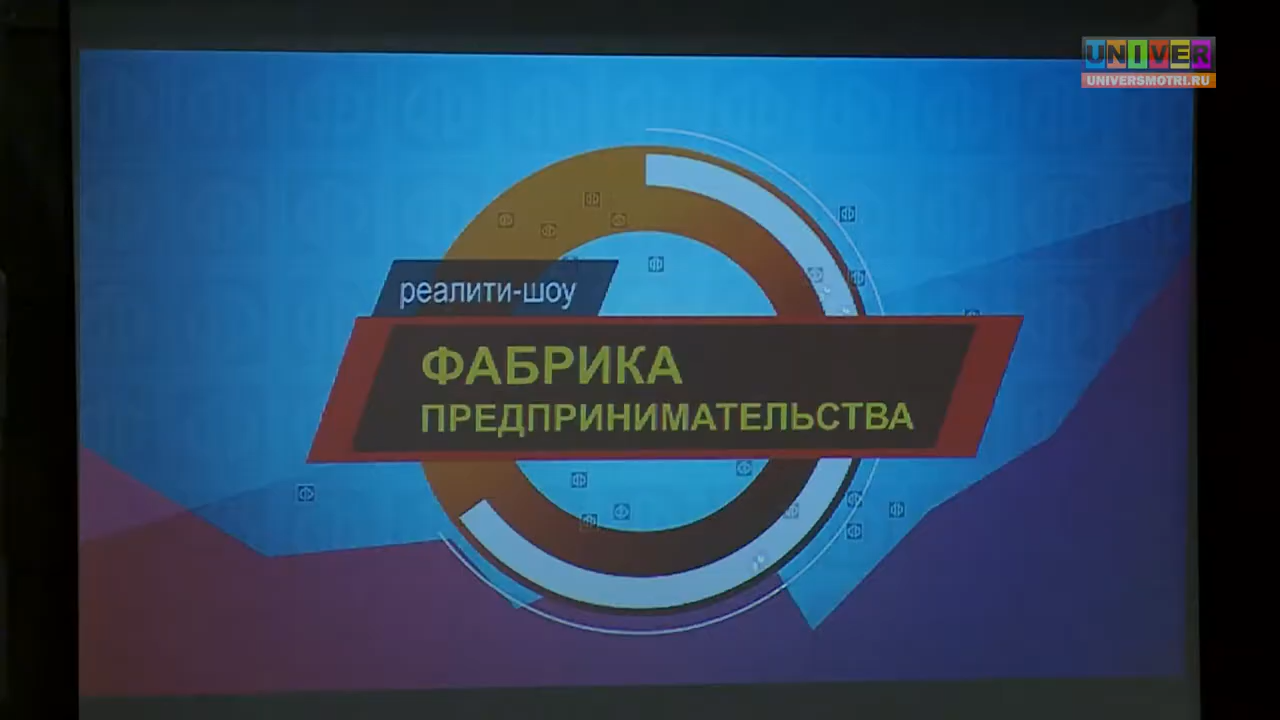 UNIVER
UNIVERSMOTRI.RU
реалити-шоу
ФАБРИКА
ПРЕДПРИНИМАТЕЛЬСТВА